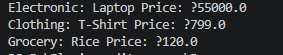 Electronic: Laptop Price: ?55000.0
Clothing: T-Shirt Price: ?799.0
Grocery: Rice Price: ?120.0